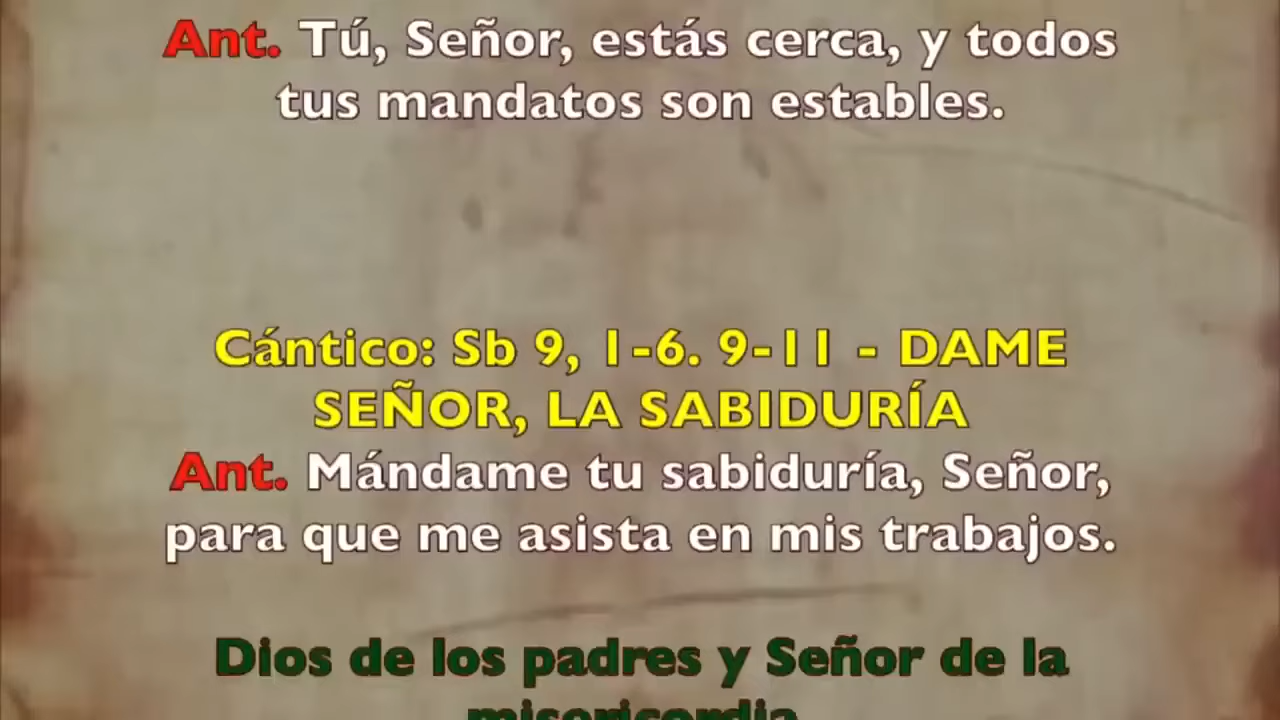 Ant. Tú, Señor, estás cerca, y todos
tus mandatos son estables.
Cántico: Sb 9, 1-6. 9-11 - DAME
SEÑOR, LA SABIDURÍA
Ant. Mándame tu sabiduría, Señor,
para que me asista en mis trabajos.
Dios de los padres y Señor de la
misericordia